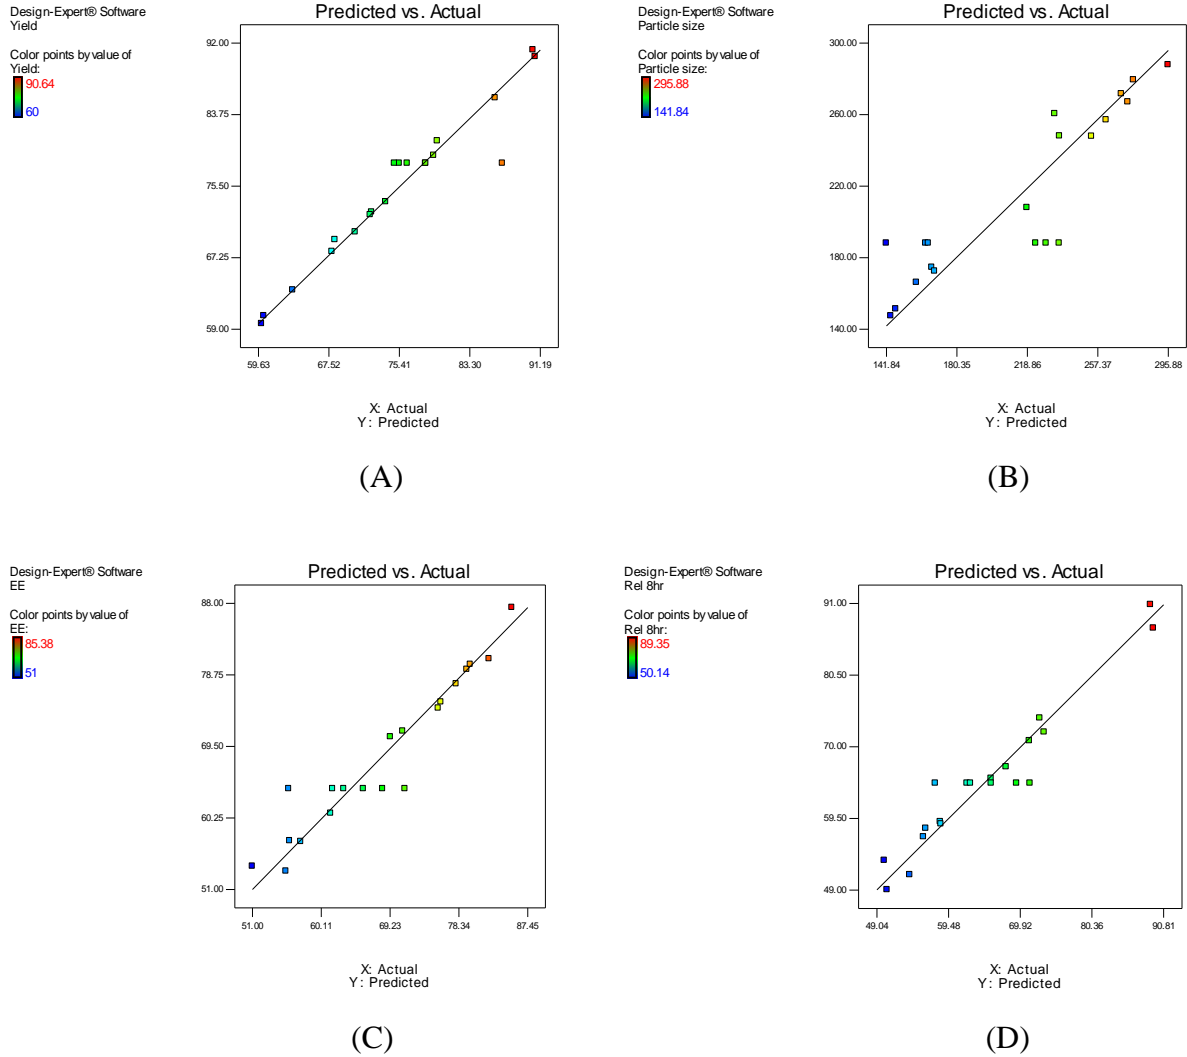 Design-Expert® Software
Yield
Color points by value of
Yield:
90.64
60
Predicted vs. Actual
92.00
83.75
75.50
67.25
59.00
59.63 67.52 75.41 83.30 91.19
X: Actual
Y: Predicted
(A)
Design-Expert® Software
Particle size
Color points by value of
Particle size:
295.88
141.84
Predicted vs. Actual
300.00
260.00
220.00
180.00
140.00
141.84 180.35 218.86 257.37 295.88
X: Actual
Y: Predicted
(B)
Design-Expert® Software
EE
Color points by value of
EE:
85.38
51
Predicted vs. Actual
88.00
78.75
69.50
60.25
51.00
51.00 60.11 69.23 78.34 87.45
X: Actual
Y: Predicted
(C)
Design-Expert® Software
Rel 8hr
Color points by value of
Rel 8hr:
89.35
50.14
Predicted vs. Actual
91.00
80.50
70.00
59.50
49.00
49.04 59.48 69.92 80.36 90.81
X: Actual
Y: Predicted
(D)